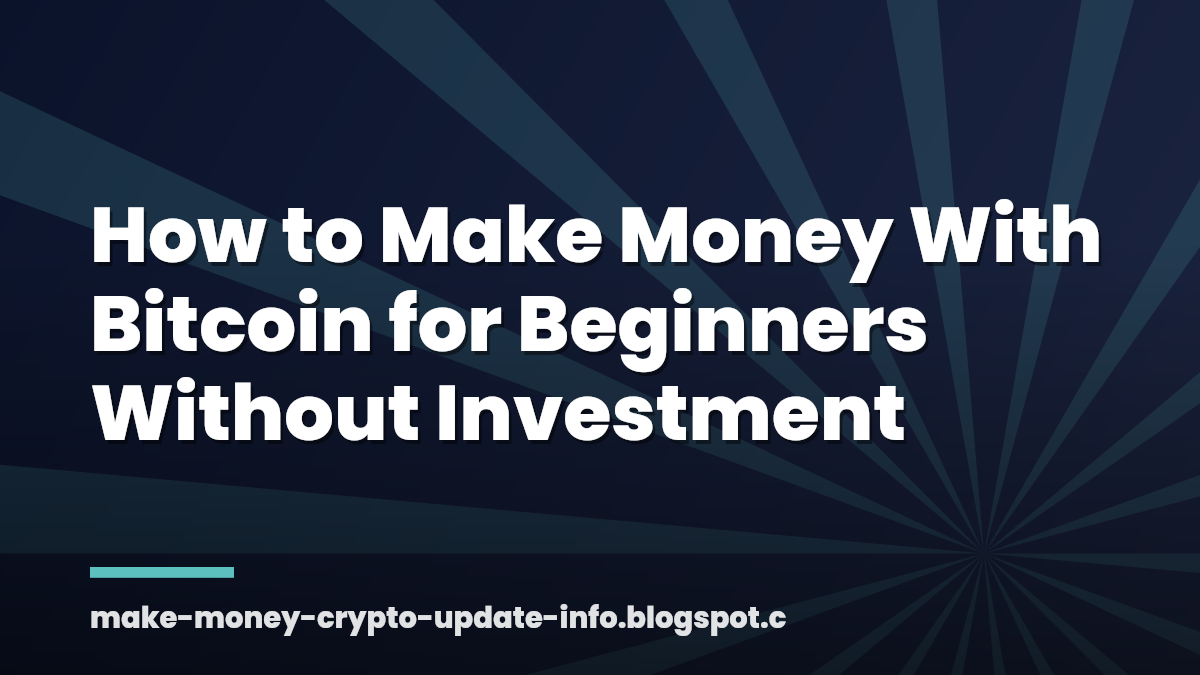 How to Make Money With
Bitcoin for Beginners
Without Investment
make-money-crypto-update-info.blogspot.c